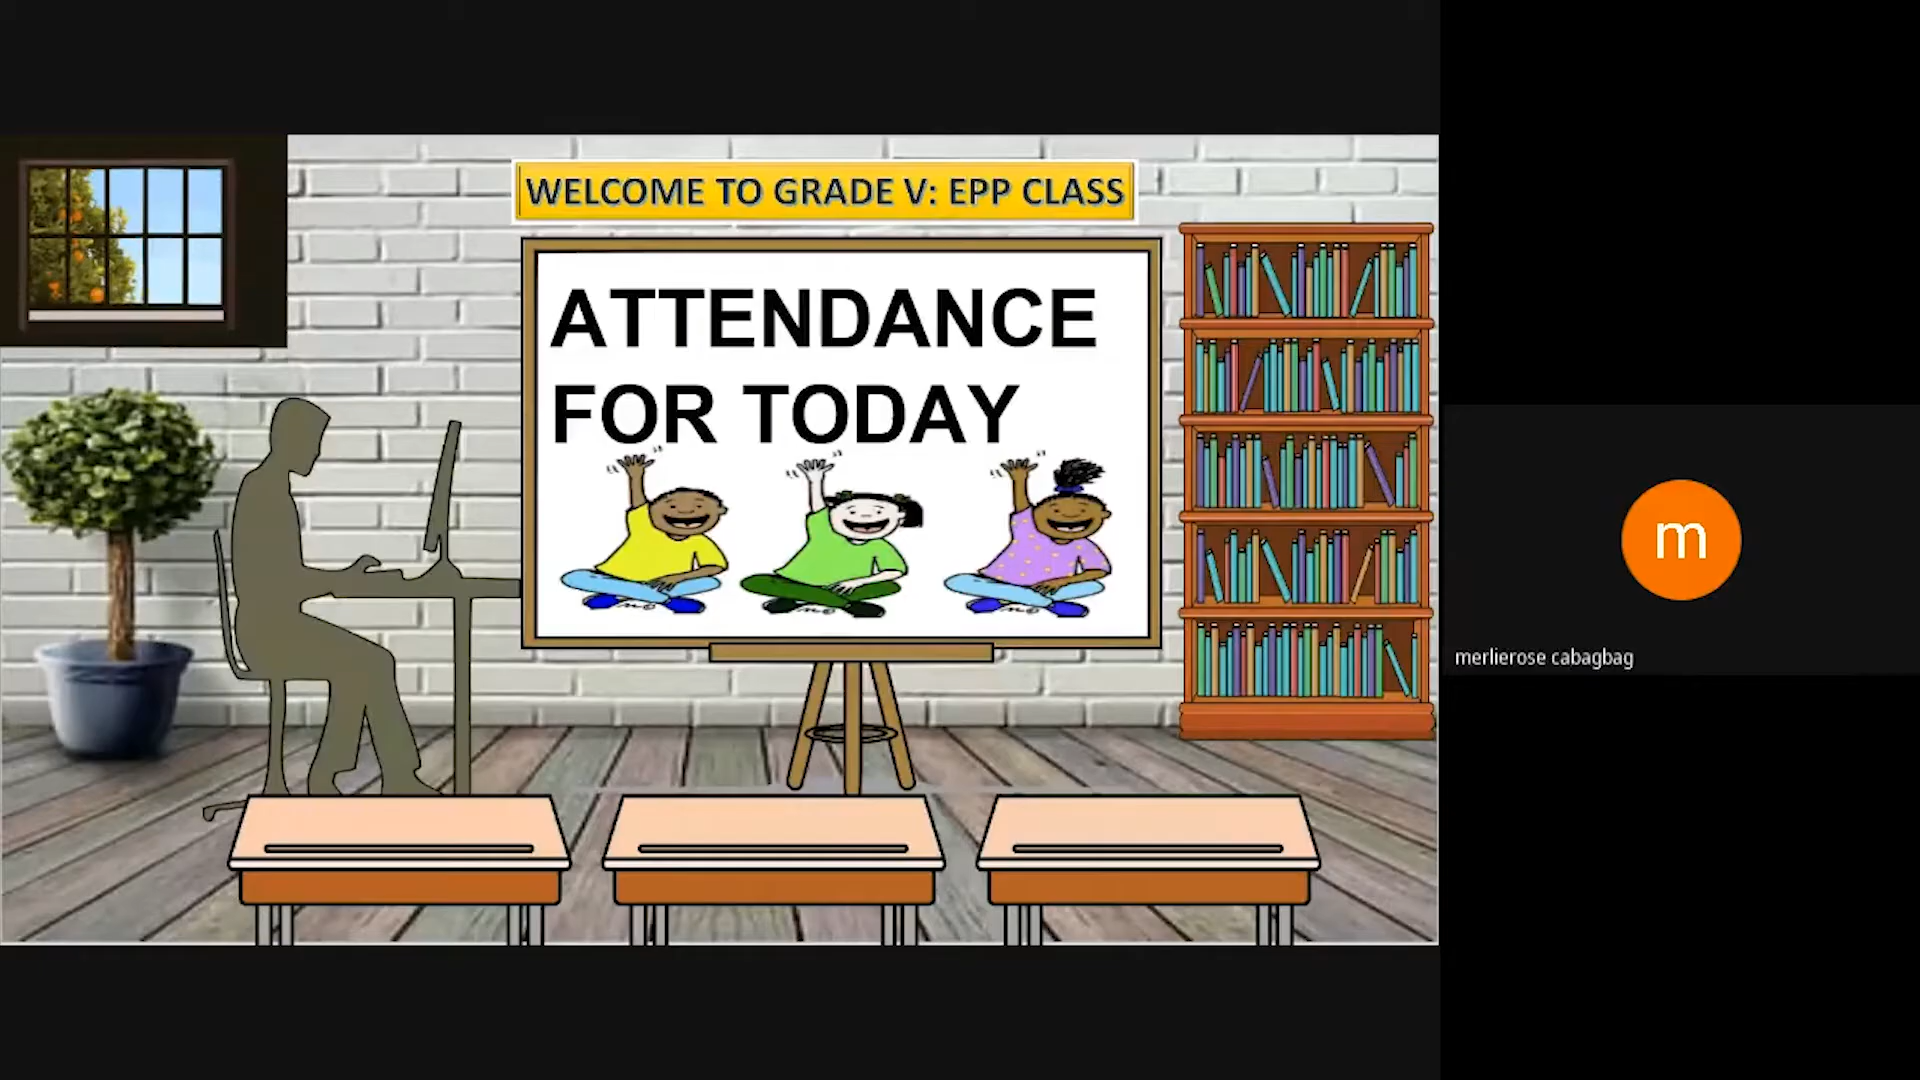 WELCOME TO GRADE V: EPP CLASS
ATTENDANCE
FOR TODAY
m
merlierose cabagbag